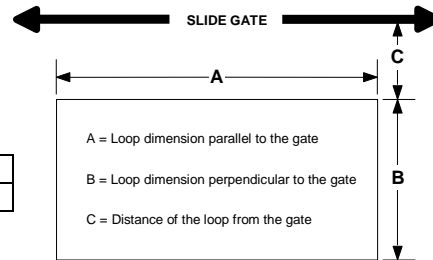 SLIDE GATE
A
C
A = Loop dimension parallel to the gate
B = Loop dimension perpendicular to the gate
B
C = Distance of the loop from the gate